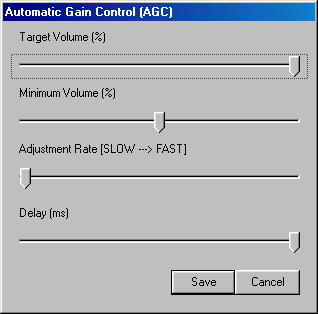 Automatic Gain Control (AGC)
Target Volume (%)
Minimum Volume (%)
Adjustment Rate [SLOW ---> FAST]
Delay (ms)
Save Cancel